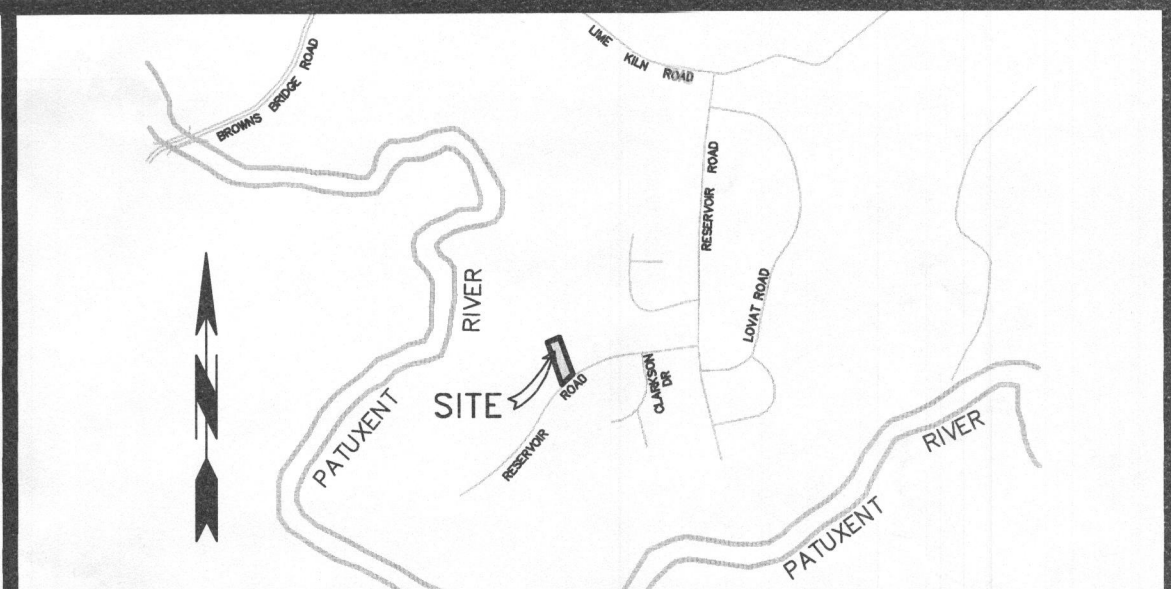 BROWNS BRIDGE ROAD
LIME KILN ROAD
RESERVOIR ROAD
LOVAT ROAD
RIVER
PATUXENT
N
SITE
RESERVOIR ROAD
CLARKSON
DR
PATUXENT RIVER